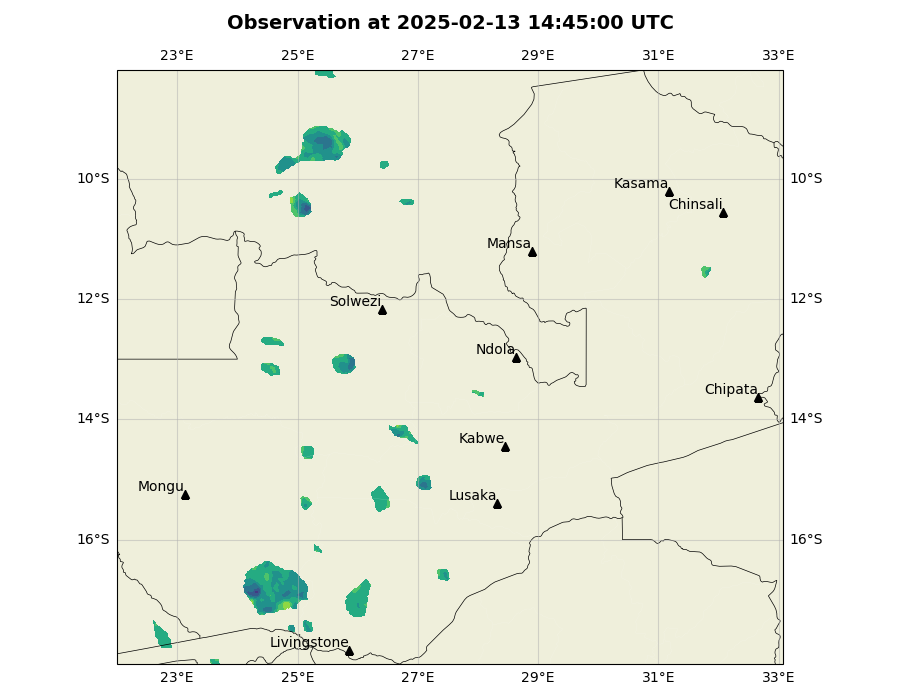 Observation at 2025-02-13 14:45:00 UTC
23°E 25°E 27°E 29°E 31°E 33°E
10°S 10°S
Kasama
Chinsali
Mansa
12°S 12°S
Solwezi
Ndola
Chipata
14°S 14°S
Kabwe
Mongu
Lusaka
16°S 16°S
Livingstone
23°E 25°E 27°E 29°E 31°E 33°E